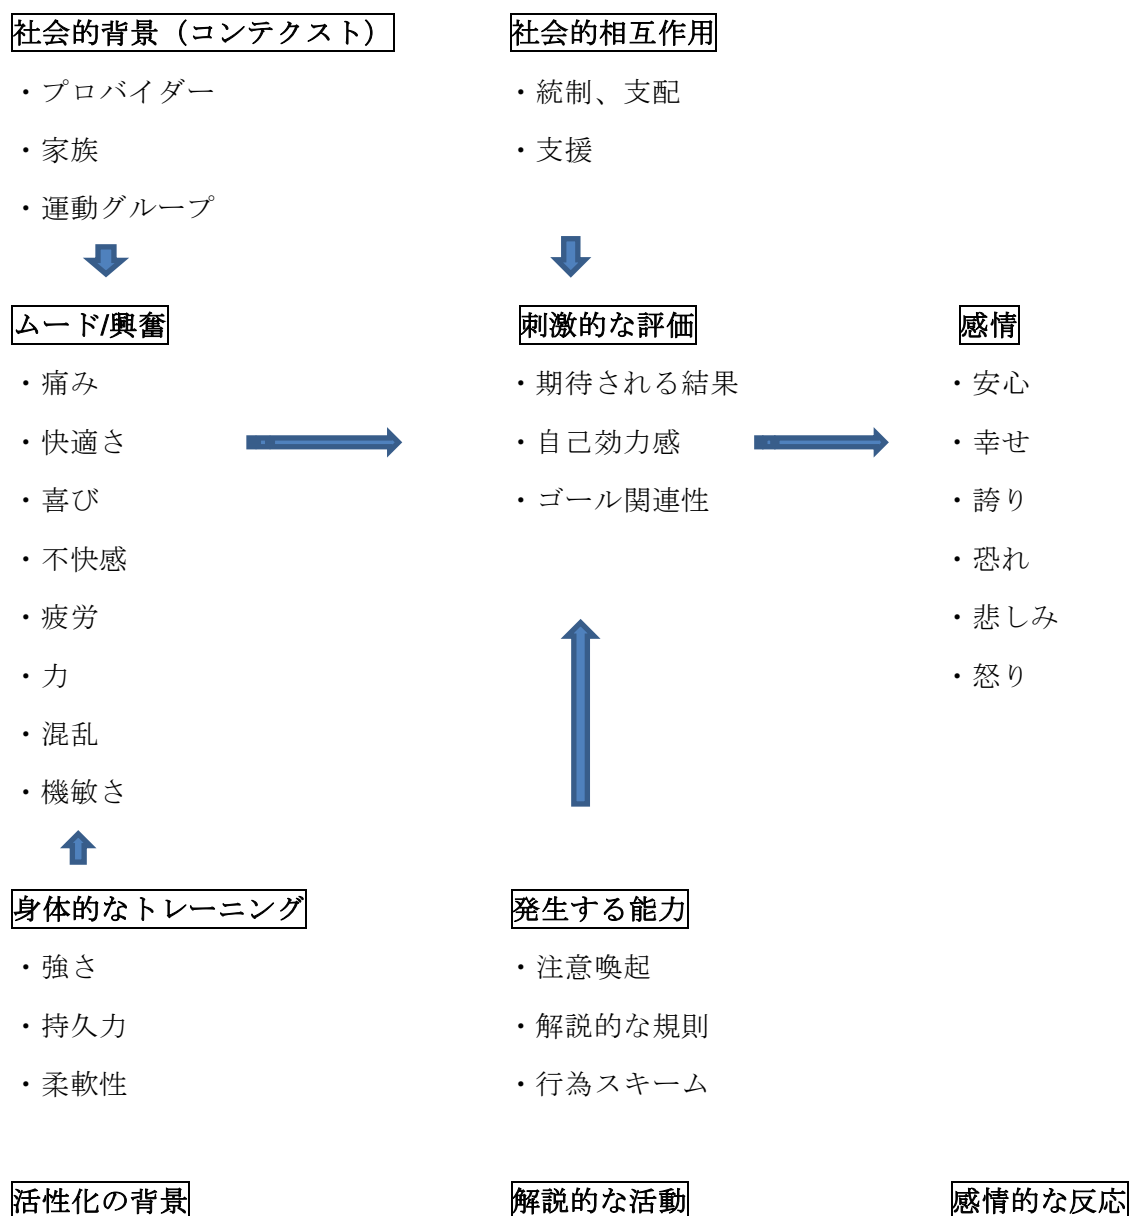 社会的背景（コンテクスト）
・プロバイダー
・家族
・運動グループ
社会的相互作用
・統制、支配
・支援
ムード/興奮
・痛み
・快適さ
・喜び
・不快感
・疲労
・力
・混乱
・機敏さ
刺激的な評価
・期待される結果
・自己効力感
・ゴール関連性
感情
・安心
・幸せ
・誇り
・恐れ
・悲しみ
・怒り
身体的なトレーニング
・強さ
・持久力
・柔軟性
発生する能力
・注意喚起
・解説的な規則
・行為スキーム
活性化の背景
解説的な活動
感情的な反応